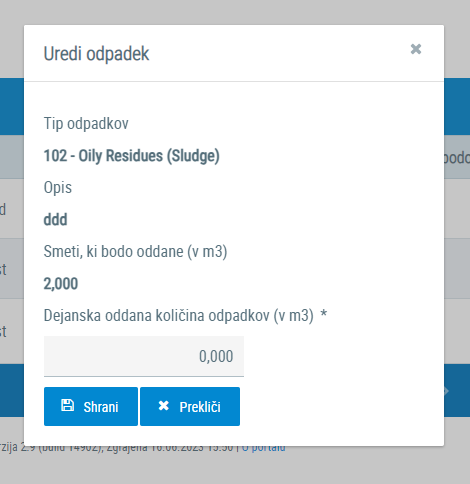 Uredi odpadek
Tip odpadkov
102 - Oily Residues (Sludge)
Opis
ddd
Smeti, ki bodo oddane (v m3)
2,000
Dejanska oddana količina odpadkov (v m3) *
0,000
Shrani
Prekliči
bodo
d
st
st
rzija 2.9 (build 14902), zgrajena 16.06.2023 13:30 | O portalu